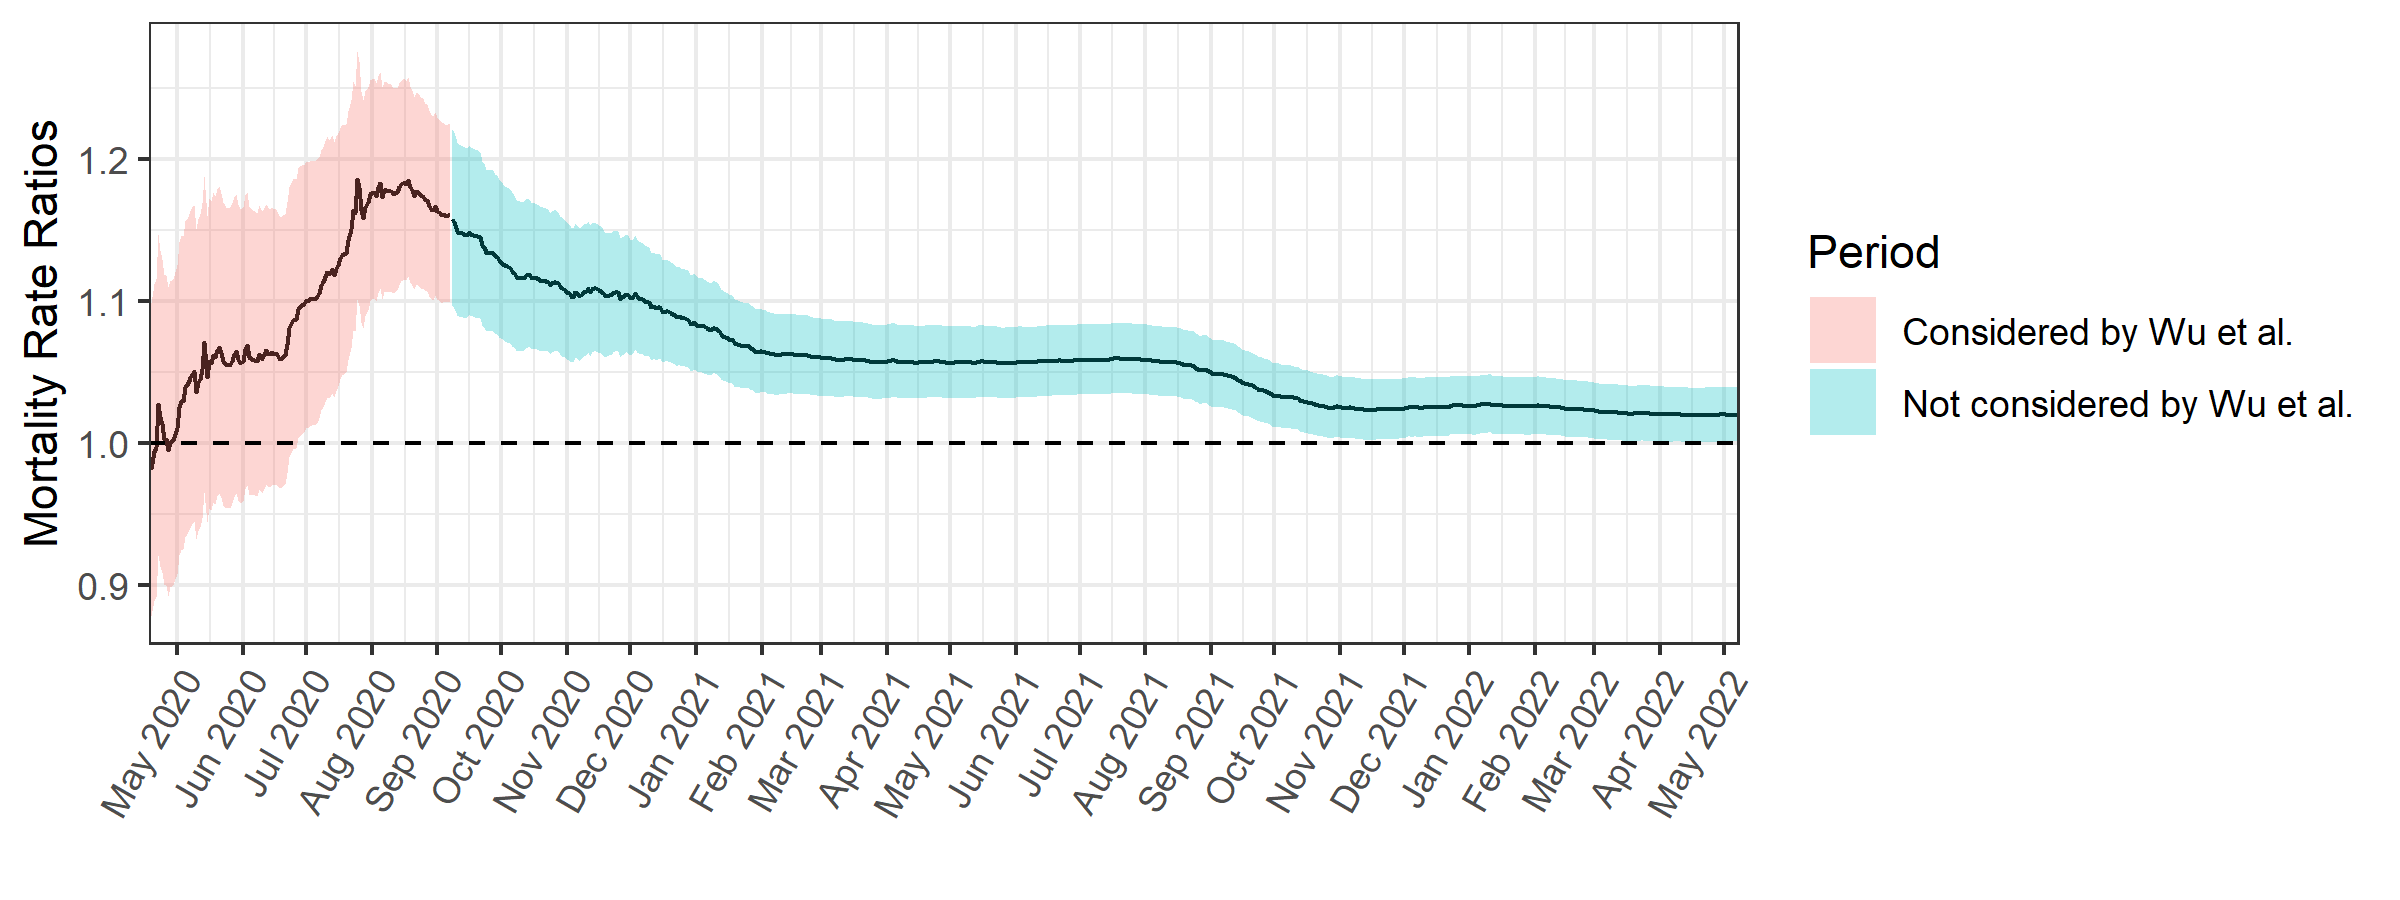 Mortality Rate Ratios
1.2
1.1
1.0
0.9
May 2020
Jun 2020
Jul 2020
Aug 2020
Sep 2020
Oct 2020
Nov 2020
Dec 2020
Jan 2021
Feb 2021
Mar 2021
Apr 2021
May 2021
Jun 2021
Jul 2021
Aug 2021
Sep 2021
Oct 2021
Nov 2021
Dec 2021
Jan 2022
Feb 2022
Mar 2022
Apr 2022
May 2022
Period
Considered by Wu et al.
Not considered by Wu et al.